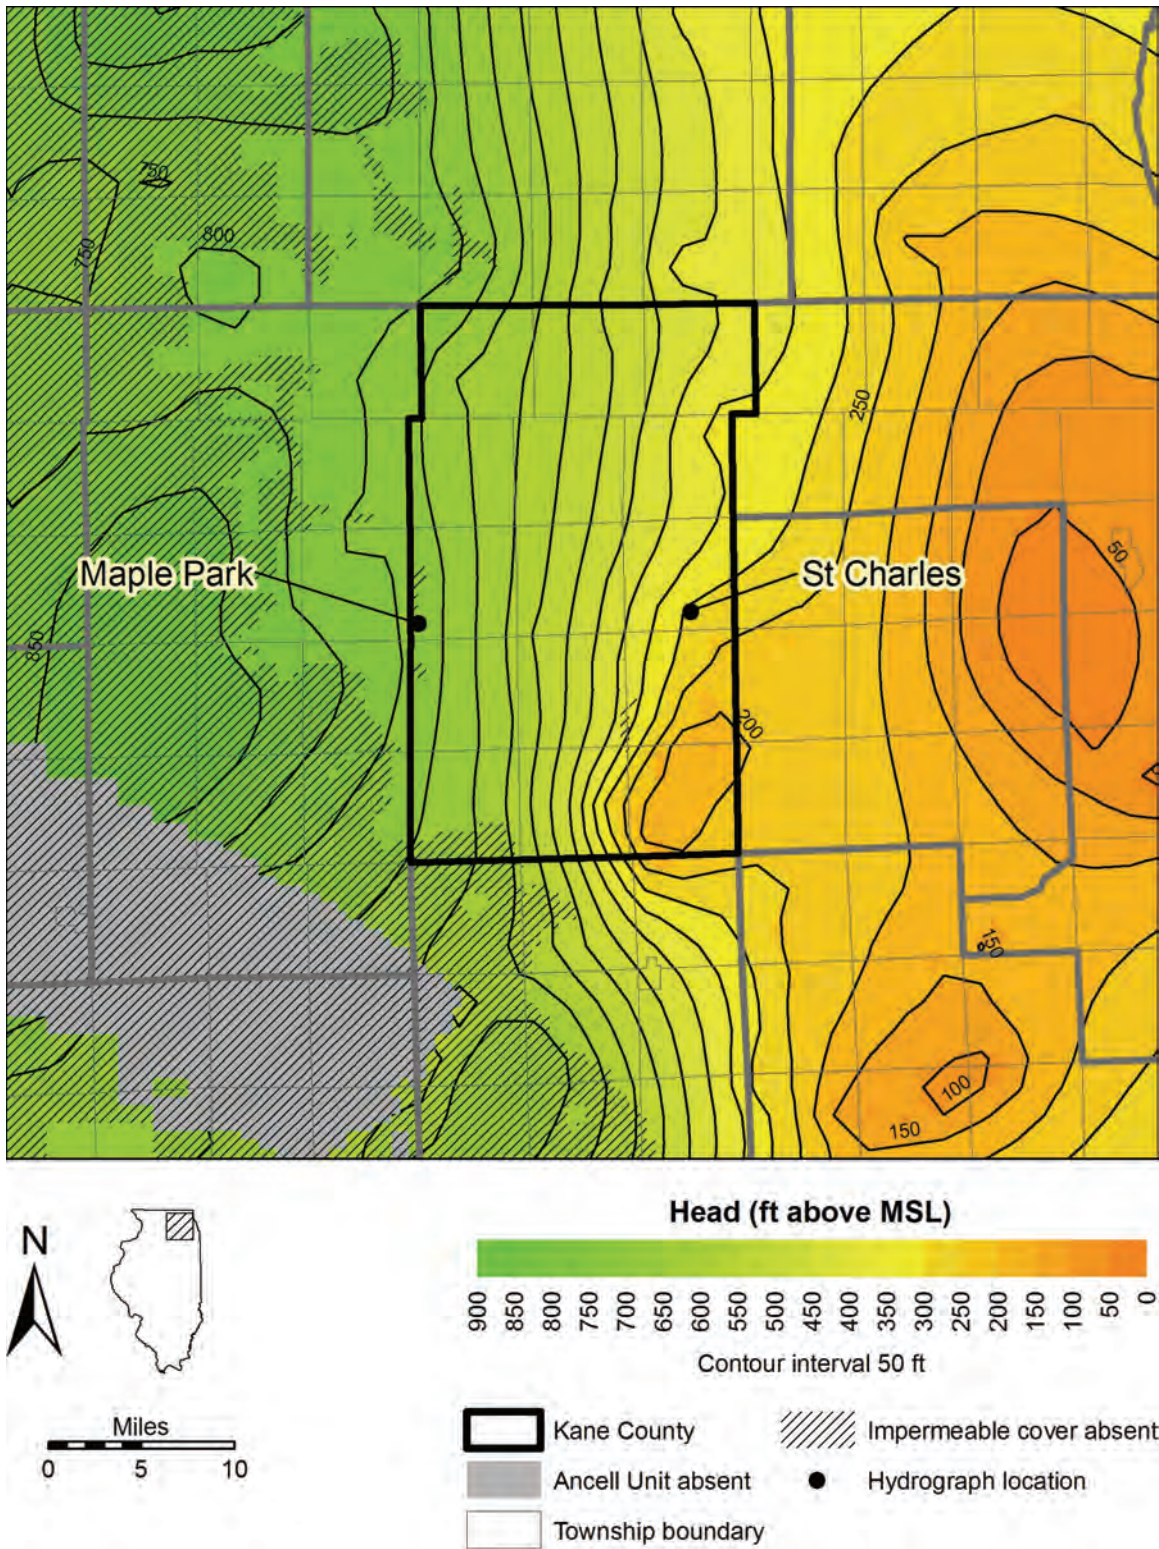 750
800
750
250
Maple Park
St Charles
50
850
200
150
100
150
Head (ft above MSL)
900 850 800 750 700 650 600 550 500 450 400 350 300 250 200 150 100 50 0
Contour interval 50 ft
N
Miles
0 5 10
Kane County
Impermeable cover absent
Ancell Unit absent
Hydrograph location
Township boundary